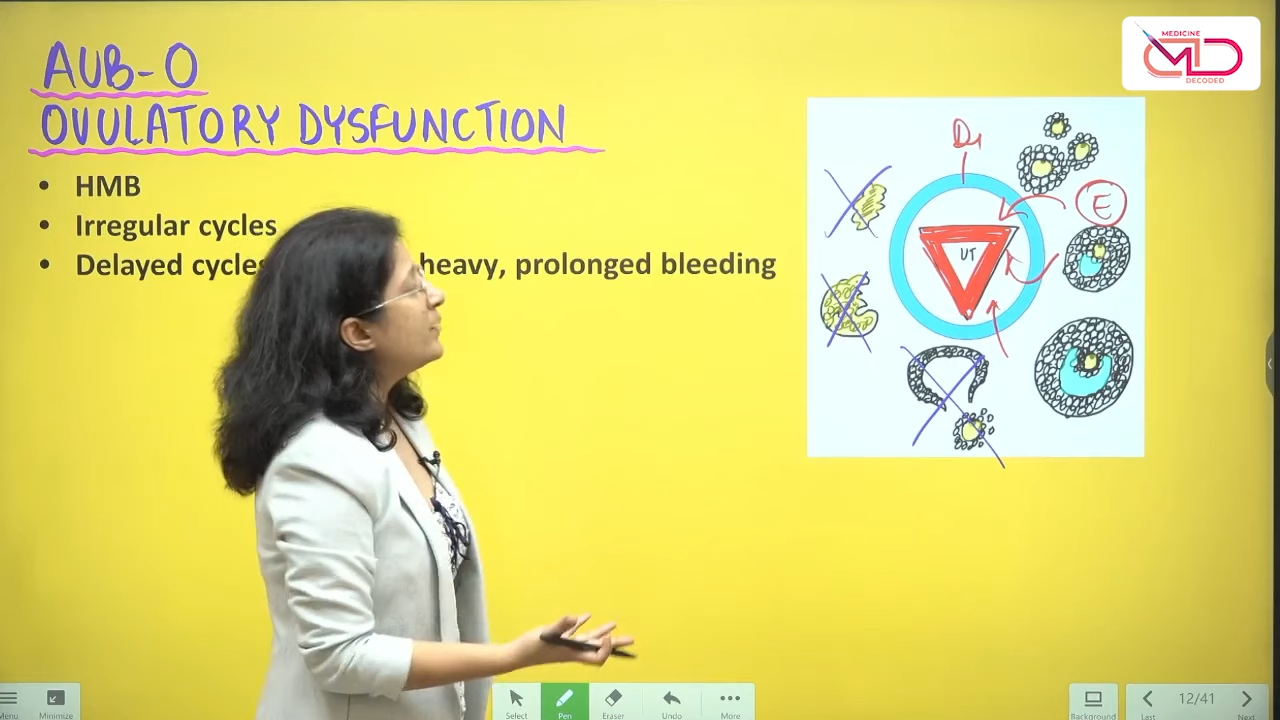 AUB-O
OVULATORY DYSFUNCTION
• HMB
• Irregular cycles
• Delayed cycles heavy, prolonged bleeding
MEDICINE
MD
DECODED
D1
E
UT
Menu
Minimize
Select
Pen
Eraser
Undo
More
Background
Last
12/41
Next